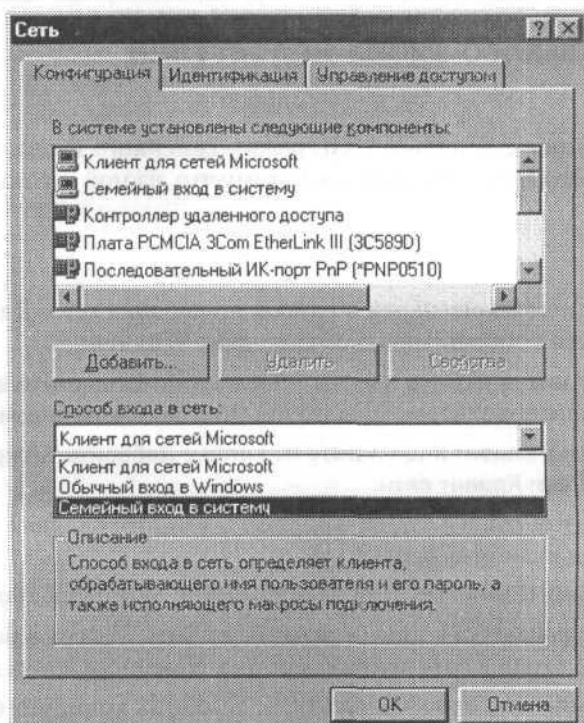 Сеть
Конфигурация Идентификация Управление доступом
В системе установлены следующие компоненты:
Клиент для сетей Microsoft
Семейный вход в систему
Контроллер удаленного доступа
Плата PCMCIA 3Com EtherLink III (3C589D)
Последовательный ИК-порт PnP (*PNP0510)
Добавить... Удалить Свойства
Способ входа в сеть:
Клиент для сетей Microsoft
Клиент для сетей Microsoft
Обычный вход в Windows
Семейный вход в систему
Описание
Способ входа в сеть определяет клиента,
обрабатывающего имя пользователя и его пароль, а
также исполняющего макросы подключения.
OK Отмена